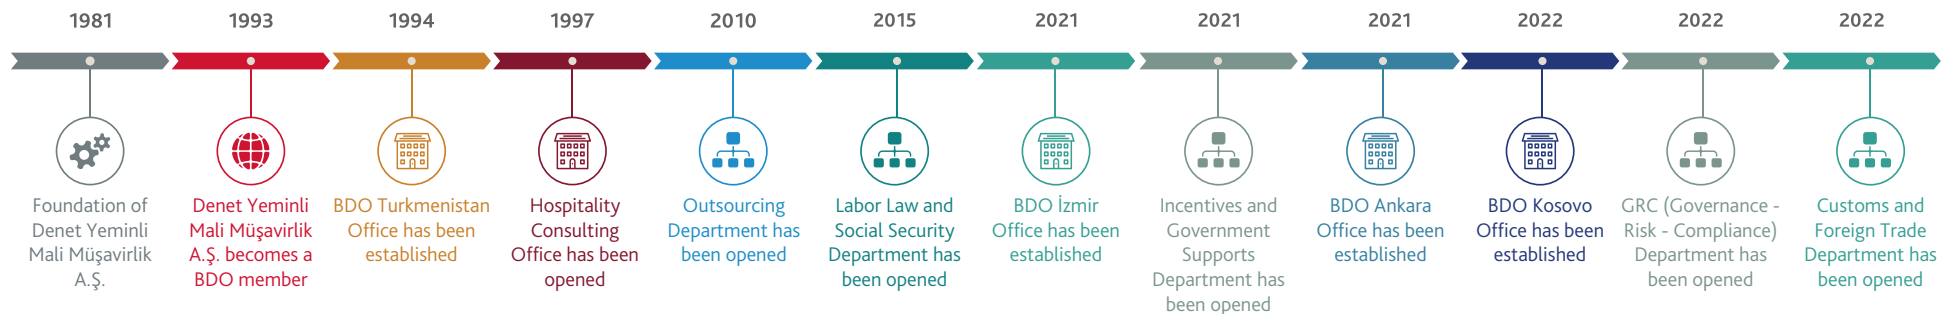 1981
Foundation of
Denet Yeminli
Mali Müşavirlik
A.Ş.
1993
Denet Yeminli
Mali Müşavirlik
A.Ş. becomes a
BDO member
1994
BDO Turkmenistan
Office has been
established
1997
Hospitality
Consulting
Office has been
opened
2010
Outsourcing
Department has
been opened
2015
Labor Law and
Social Security
Department has
been opened
2021
BDO İzmir
Office has been
established
2021
Incentives and
Government
Supports
Department has
been opened
2021
BDO Ankara
Office has been
established
2022
BDO Kosovo
Office has been
established
2022
GRC (Governance -
Risk - Compliance)
Department has
been opened
2022
Customs and
Foreign Trade
Department has
been opened